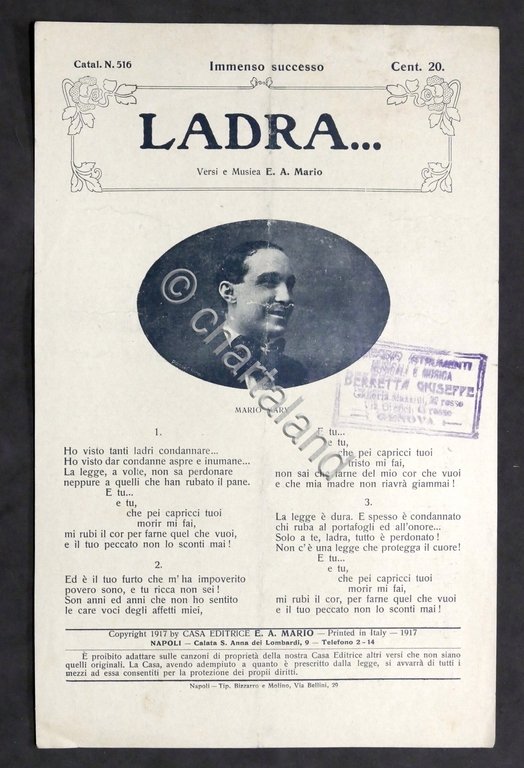 Catal. N. 516 Immenso successo Cent. 20.
LADRA...
Versi e Musica E. A. Mario
© chartaland
MARIO MARY
NEGOZIO ISTRUMENTI
MUSICALI E MUSICA
BERRETTA GIUSEPPE
Galleria Mazzini, rosso
GENOVA
1.
Ho visto tanti ladri condannare...
Ho visto dar condanne aspre e inumane...
La legge, a volte, non sa perdonare
neppure a quelli che han rubato il pane.
E tu...
e tu,
che pei capricci tuoi
morir mi fai,
mi rubi il cor per farne quel che vuoi,
e il tuo peccato non lo sconti mai !
2.
Ed è il tuo furto che m' ha impoverito
povero sono, e tu ricca non sei !
Son anni ed anni che non ho sentito
le care voci degli affetti miei,
E tu...
e tu,
che pei capricci tuoi
tristo mi fai,
non sai che farne del mio cor che vuoi
e che mia madre non riavrà giammai !
3.
La legge è dura. E spesso è condannato
chi ruba al portafogli ed all'onore...
Solo a te, ladra, tutto è perdonato !
Non c'è una legge che protegga il cuore!
E tu...
e tu,
che pei capricci tuoi
morir mi fai,
mi rubi il cor, per farne quel che vuoi
e il tuo peccato non lo sconti mai !
Copyright 1917 by CASA EDITRICE E. A. MARIO — Printed in Italy — 1917
NAPOLI — Calata S. Anna dei Lombardi, 9 — Telefono 2 - 14
È proibito adattare sulle canzoni di proprietà della nostra Casa Editrice altri versi che non siano
quelli originali. La Casa, avendo adempiuto a quanto è prescritto dalla legge, si avvarrà di tutti i
mezzi ad essa consentiti per la protezione dei propii diritti.
Napoli — Tip. Bizzarro e Molino, Via Bellini, 29